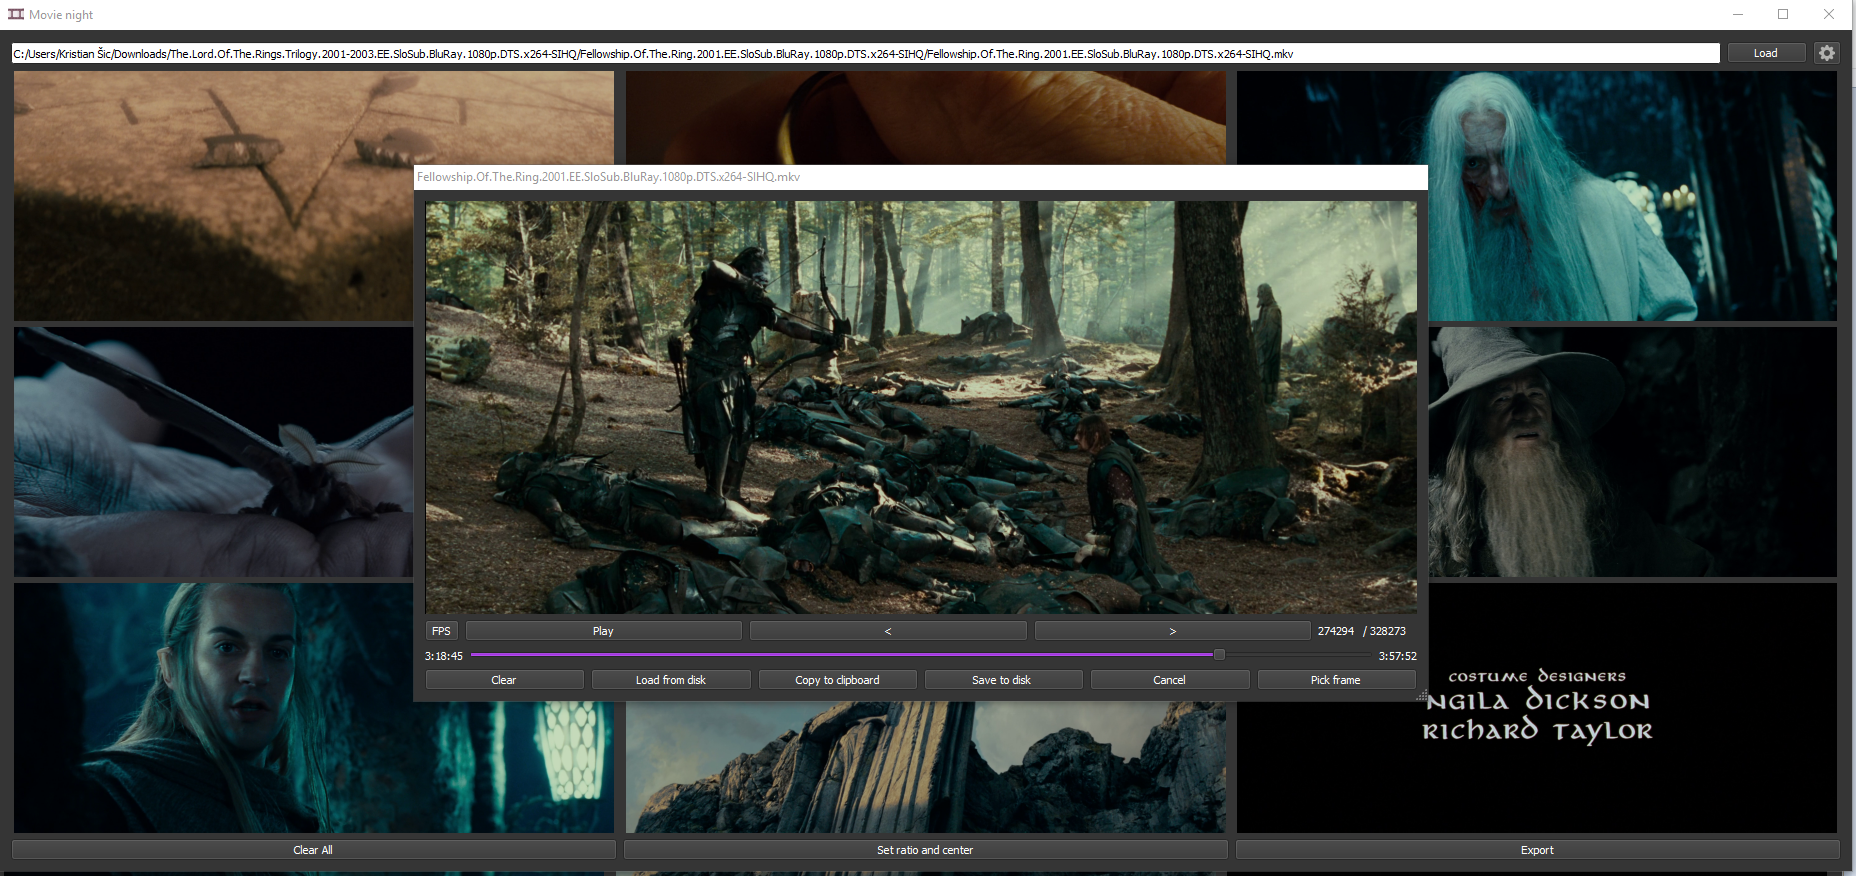 Movie night
C:/Users/Kristian Šic/Downloads/The.Lord.Of.The.Rings.Trilogy.2001-2003.EE.SloSub.BluRay.1080p.DTS.x264-SIHQ/Fellowship.Of.The.Ring.2001.EE.SloSub.BluRay.1080p.DTS.x264-SIHQ/Fellowship.Of.The.Ring.2001.EE.SloSub.BluRay.1080p.DTS.x264-SIHQ.mkv
Load
Fellowship.Of.The.Ring.2001.EE.SloSub.BluRay.1080p.DTS.x264-SIHQ.mkv
FPS
Play
<
>
274294 / 328273
3:18:45
3:57:52
Clear
Load from disk
Copy to clipboard
Save to disk
Cancel
Pick frame
COSTUME DESIGNERS
NGILA DICKSON
RICHARD TAYLOR
Clear All
Set ratio and center
Export